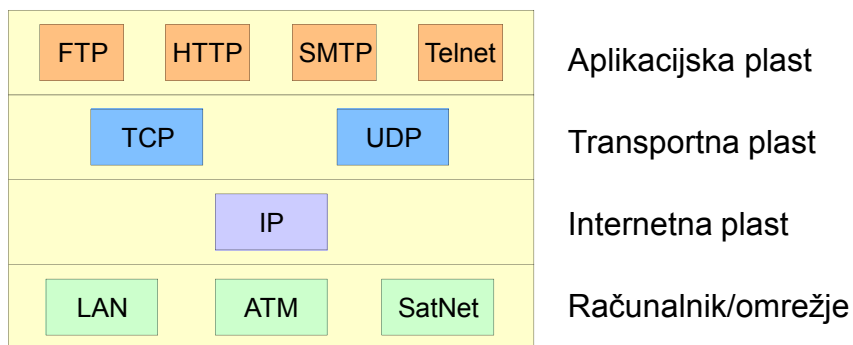 FTP HTTP SMTP Telnet Aplikacijska plast
TCP UDP Transportna plast
IP Internetna plast
LAN ATM SatNet Računalnik/omrežje